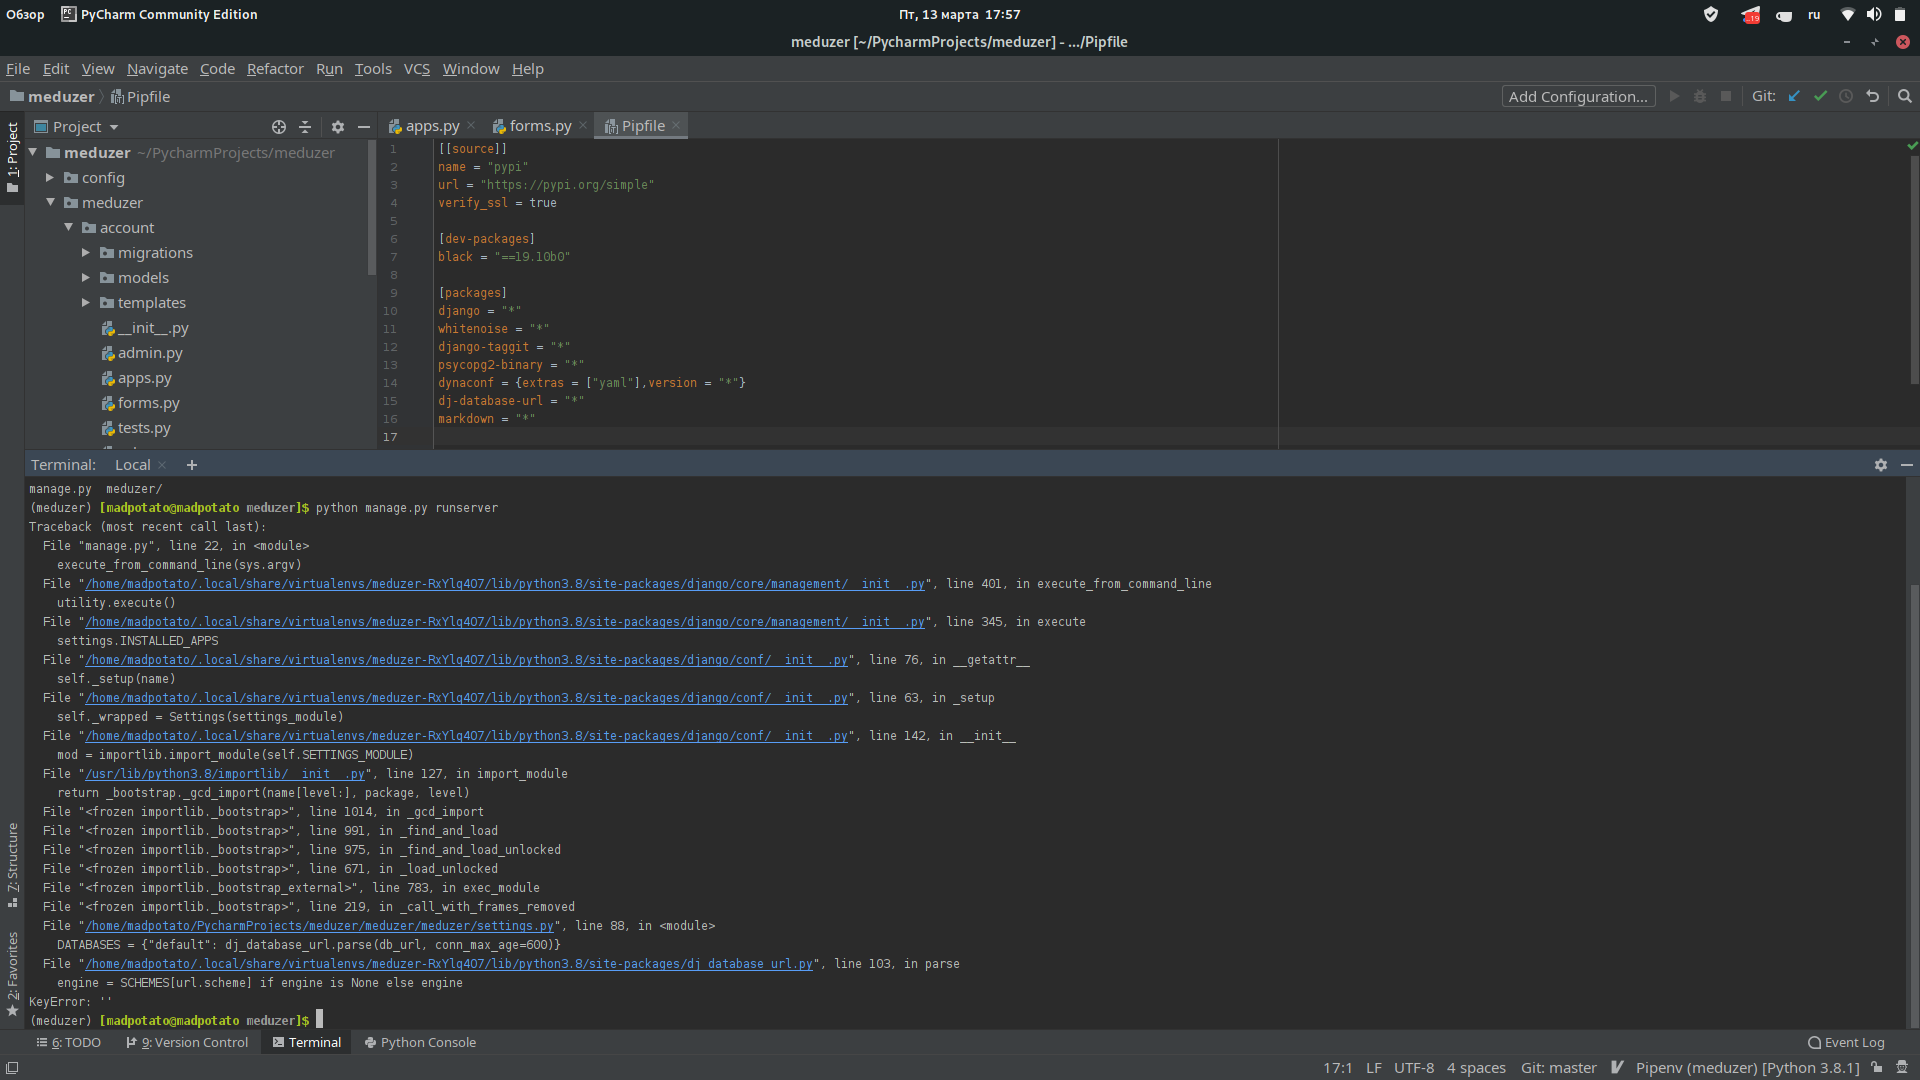 Обзор PyCharm Community Edition Пт, 13 марта 17:57 19 ru
meduzer [~/PycharmProjects/meduzer] - .../Pipfile
File Edit View Navigate Code Refactor Run Tools VCS Window Help
meduzer Pipfile Add Configuration... Git:
1: Project
Project
meduzer ~/PycharmProjects/meduzer
config
meduzer
account
migrations
models
templates
__init__.py
admin.py
apps.py
forms.py
tests.py
apps.py forms.py Pipfile
1 [[source]]
2 name = "pypi"
3 url = "https://pypi.org/simple"
4 verify_ssl = true
5
6 [dev-packages]
7 black = "==19.10b0"
8
9 [packages]
10 django = "*"
11 whitenoise = "*"
12 django-taggit = "*"
13 psycopg2-binary = "*"
14 dynaconf = {extras = ["yaml"],version = "*"}
15 dj-database-url = "*"
16 markdown = "*"
17
Terminal: Local +
manage.py  meduzer/
(meduzer) [madpotato@madpotato meduzer]$ python manage.py runserver
Traceback (most recent call last):
File "manage.py", line 22, in <module>
execute_from_command_line(sys.argv)
File "/home/madpotato/.local/share/virtualenvs/meduzer-RxYlq407/lib/python3.8/site-packages/django/core/management/__init__.py", line 401, in execute_from_command_line
utility.execute()
File "/home/madpotato/.local/share/virtualenvs/meduzer-RxYlq407/lib/python3.8/site-packages/django/core/management/__init__.py", line 345, in execute
settings.INSTALLED_APPS
File "/home/madpotato/.local/share/virtualenvs/meduzer-RxYlq407/lib/python3.8/site-packages/django/conf/__init__.py", line 76, in __getattr__
self._setup(name)
File "/home/madpotato/.local/share/virtualenvs/meduzer-RxYlq407/lib/python3.8/site-packages/django/conf/__init__.py", line 63, in _setup
self._wrapped = Settings(settings_module)
File "/home/madpotato/.local/share/virtualenvs/meduzer-RxYlq407/lib/python3.8/site-packages/django/conf/__init__.py", line 142, in __init__
mod = importlib.import_module(self.SETTINGS_MODULE)
File "/usr/lib/python3.8/importlib/__init__.py", line 127, in import_module
return _bootstrap._gcd_import(name[level:], package, level)
File "<frozen importlib._bootstrap>", line 1014, in _gcd_import
File "<frozen importlib._bootstrap>", line 991, in _find_and_load
File "<frozen importlib._bootstrap>", line 975, in _find_and_load_unlocked
File "<frozen importlib._bootstrap>", line 671, in _load_unlocked
File "<frozen importlib._bootstrap_external>", line 783, in exec_module
File "<frozen importlib._bootstrap>", line 219, in _call_with_frames_removed
File "/home/madpotato/PycharmProjects/meduzer/meduzer/meduzer/settings.py", line 88, in <module>
DATABASES = {"default": dj_database_url.parse(db_url, conn_max_age=600)}
File "/home/madpotato/.local/share/virtualenvs/meduzer-RxYlq407/lib/python3.8/site-packages/dj_database_url.py", line 103, in parse
engine = SCHEMES[url.scheme] if engine is None else engine
KeyError: ''
(meduzer) [madpotato@madpotato meduzer]$
7: Structure
2: Favorites
6: TODO 9: Version Control Terminal Python Console Event Log
17:1 LF UTF-8 4 spaces Git: master Pipenv (meduzer) [Python 3.8.1]